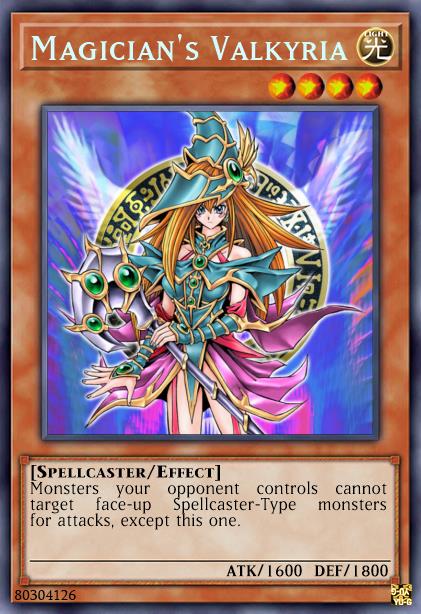 MAGICIAN'S VALKYRIA
LIGHT
光
[SPELLCASTER/EFFECT]
Monsters your opponent controls cannot
target face-up Spellcaster-Type monsters
for attacks, except this one.
ATK/1600 DEF/1800
80304126